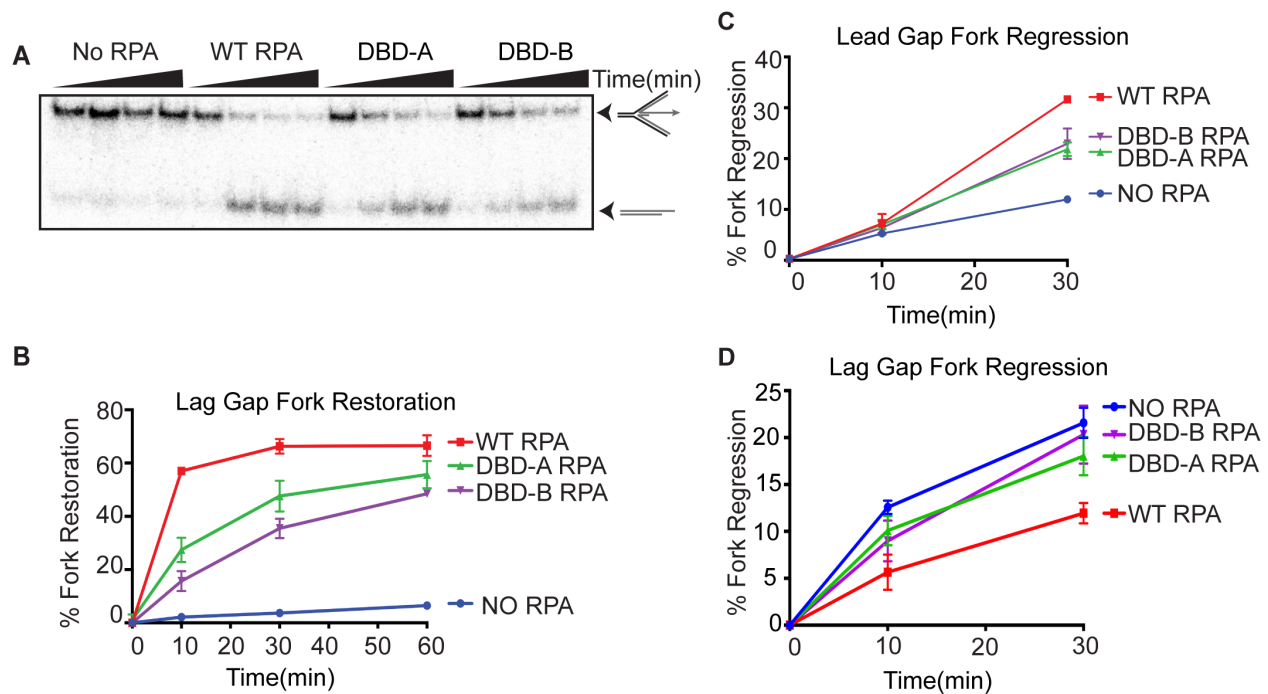 A
No RPA WT RPA DBD-A DBD-B
Time(min)
B
Lag Gap Fork Restoration
% Fork Restoration
80
60
40
20
0
0 10 20 30 40 50 60
Time(min)
WT RPA
DBD-A RPA
DBD-B RPA
NO RPA
C
Lead Gap Fork Regression
% Fork Regression
40
30
20
10
0
0 10 20 30
Time(min)
WT RPA
DBD-B RPA
DBD-A RPA
NO RPA
D
Lag Gap Fork Regression
% Fork Regression
25
20
15
10
5
0
0 10 20 30
Time(min)
NO RPA
DBD-B RPA
DBD-A RPA
WT RPA